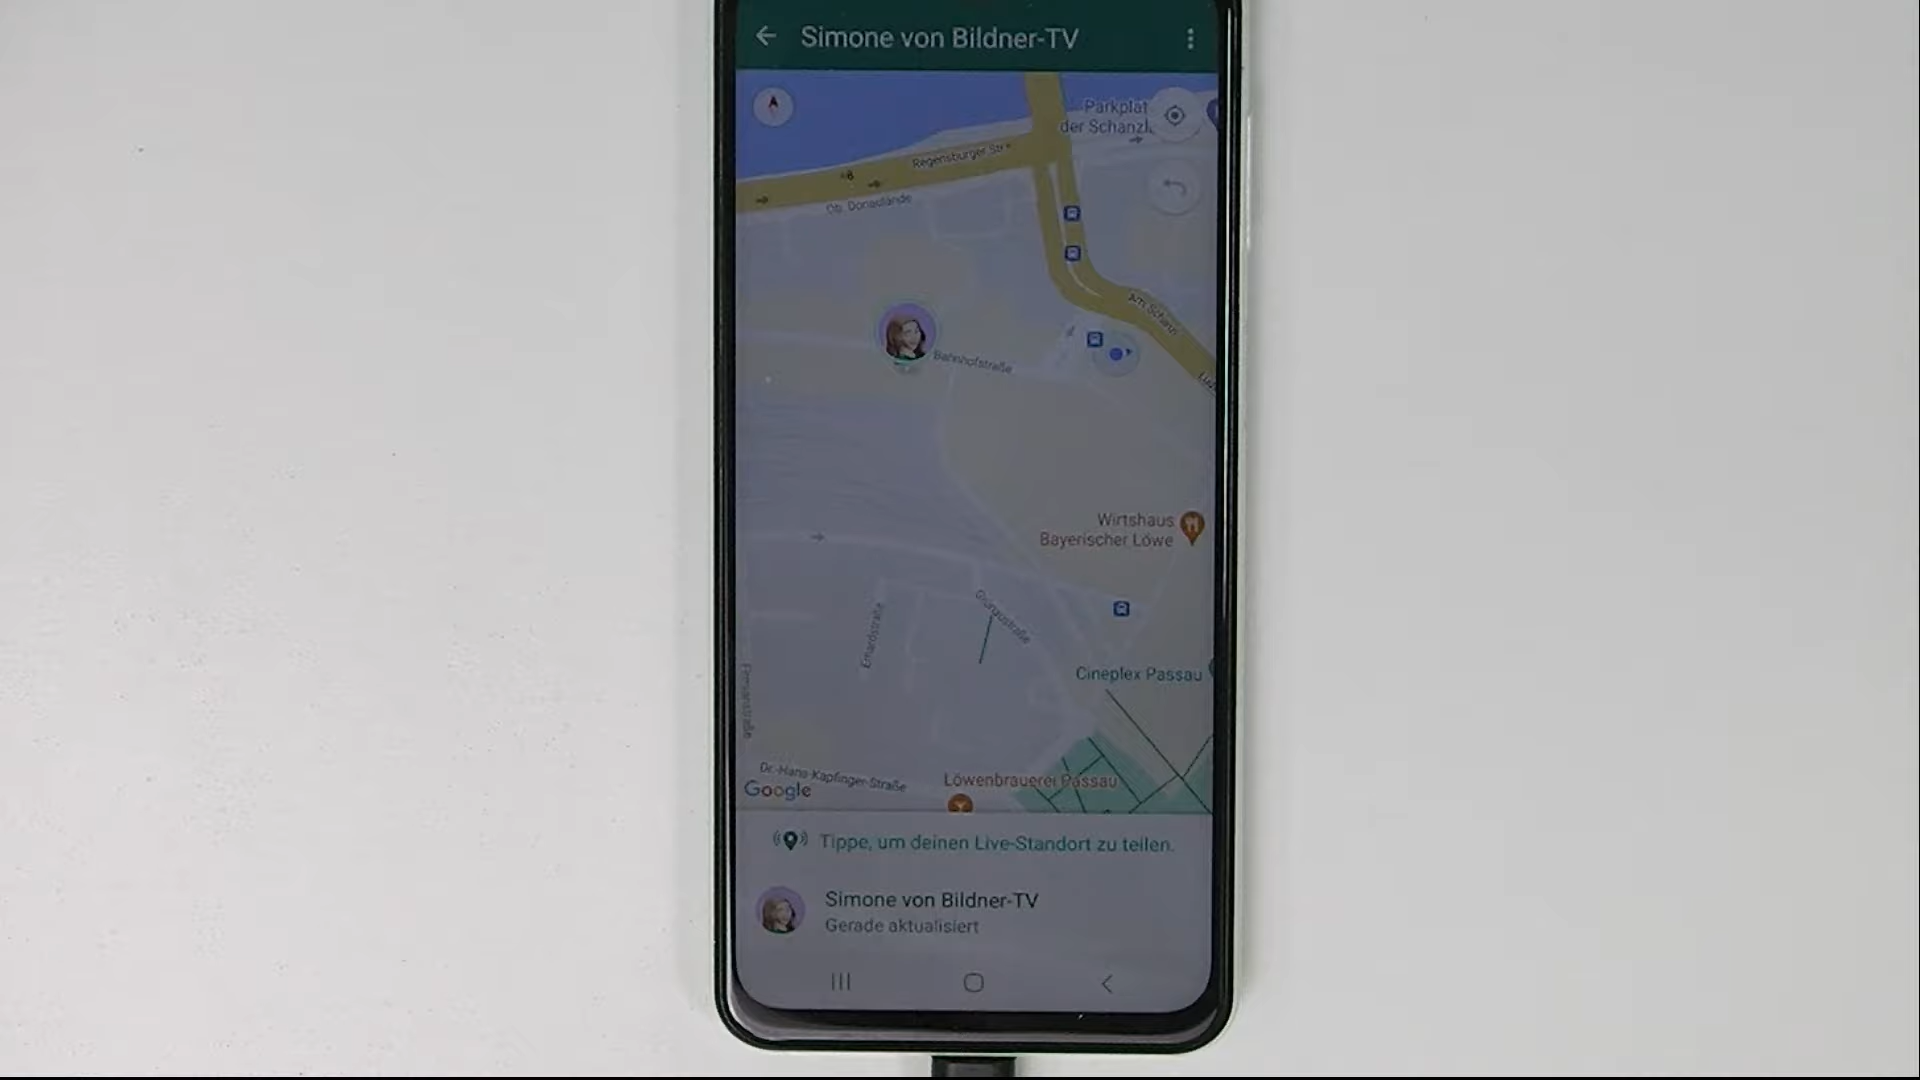 Simone von Bildner-TV
Parkplat
der Schanzl
Regensburger Str
Ob. Donaulände
Am Schanzl
Bahnhofstraße
Wirtshaus
Bayerischer Löwe
Grünaustraße
Erhardstraße
Cineplex Passau
Dr.-Hans-Kapfinger-Straße
Löwenbrauerei Passau
Google
Tippe, um deinen Live-Standort zu teilen.
Simone von Bildner-TV
Gerade aktualisiert